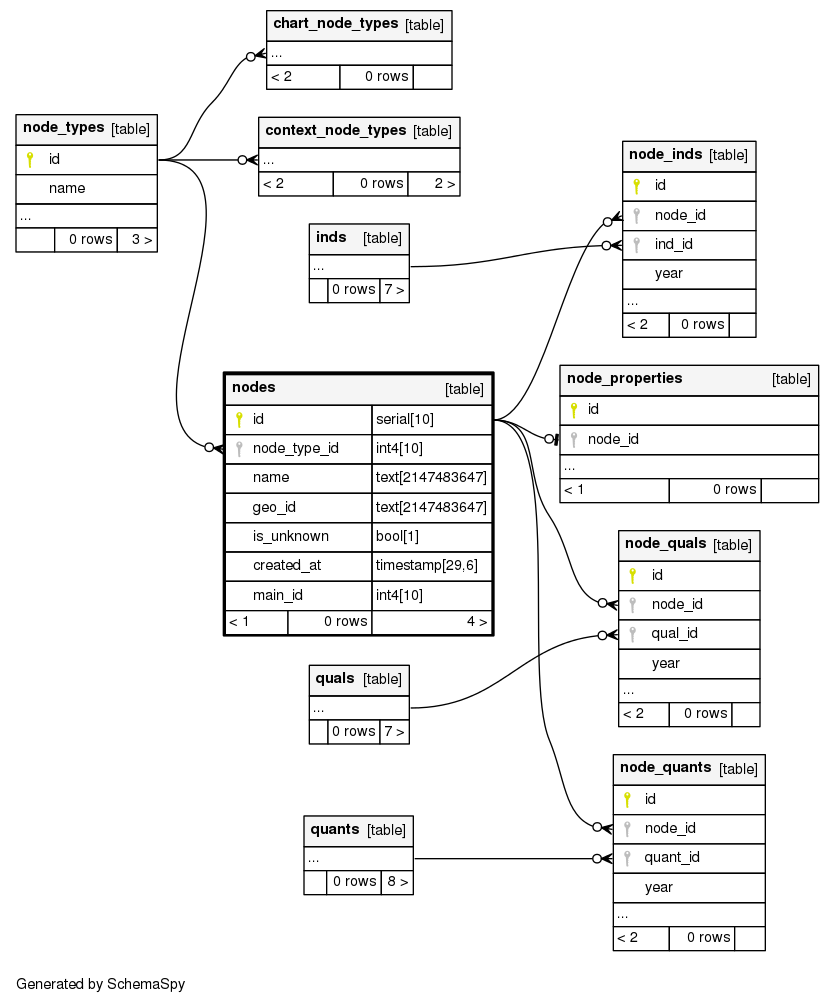 chart_node_types [table]
...
< 2 0 rows
node_types [table]
id
name
...
0 rows 3 >
context_node_types [table]
...
< 2 0 rows 2 >
inds [table]
...
0 rows 7 >
node_inds [table]
id
node_id
ind_id
year
...
< 2 0 rows
nodes [table]
id serial[10]
node_type_id int4[10]
name text[2147483647]
geo_id text[2147483647]
is_unknown bool[1]
created_at timestamp[29,6]
main_id int4[10]
< 1 0 rows 4 >
node_properties [table]
id
node_id
...
< 1 0 rows
node_quals [table]
id
node_id
qual_id
year
...
< 2 0 rows
quals [table]
...
0 rows 7 >
node_quants [table]
id
node_id
quant_id
year
...
< 2 0 rows
quants [table]
...
0 rows 8 >
Generated by SchemaSpy